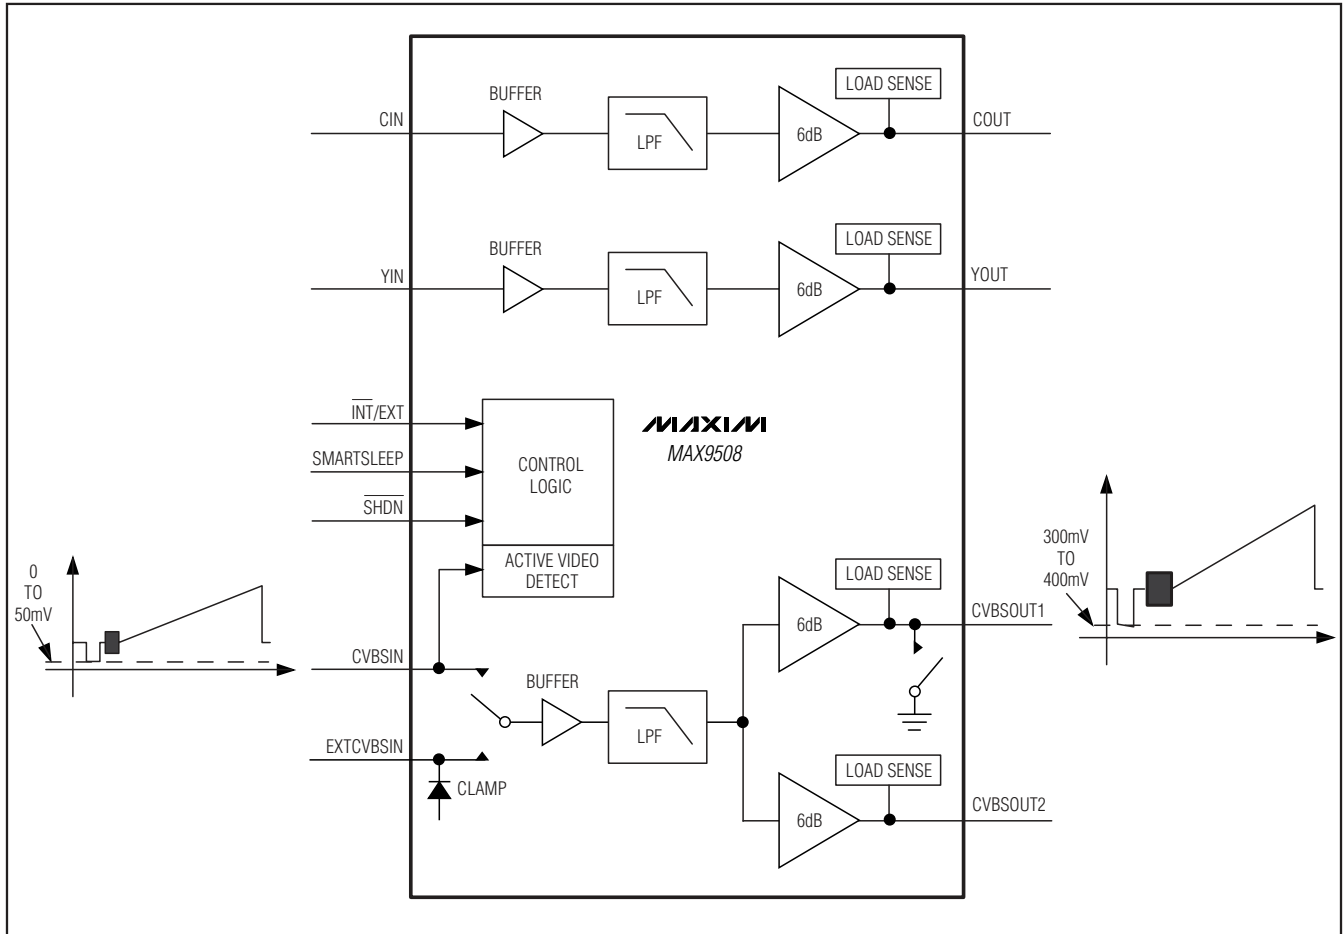 LOAD SENSE
BUFFER
CIN
LPF
6dB
COUT
LOAD SENSE
BUFFER
YIN
LPF
6dB
YOUT
INT/EXT
SMARTSLEEP
SHDN
CONTROL
LOGIC
ACTIVE VIDEO
DETECT
MAXIM
MAX9508
0
TO
50mV
300mV
TO
400mV
LOAD SENSE
6dB
CVBSOUT1
CVBSIN
BUFFER
LPF
EXTCVBSIN
CLAMP
LOAD SENSE
6dB
CVBSOUT2